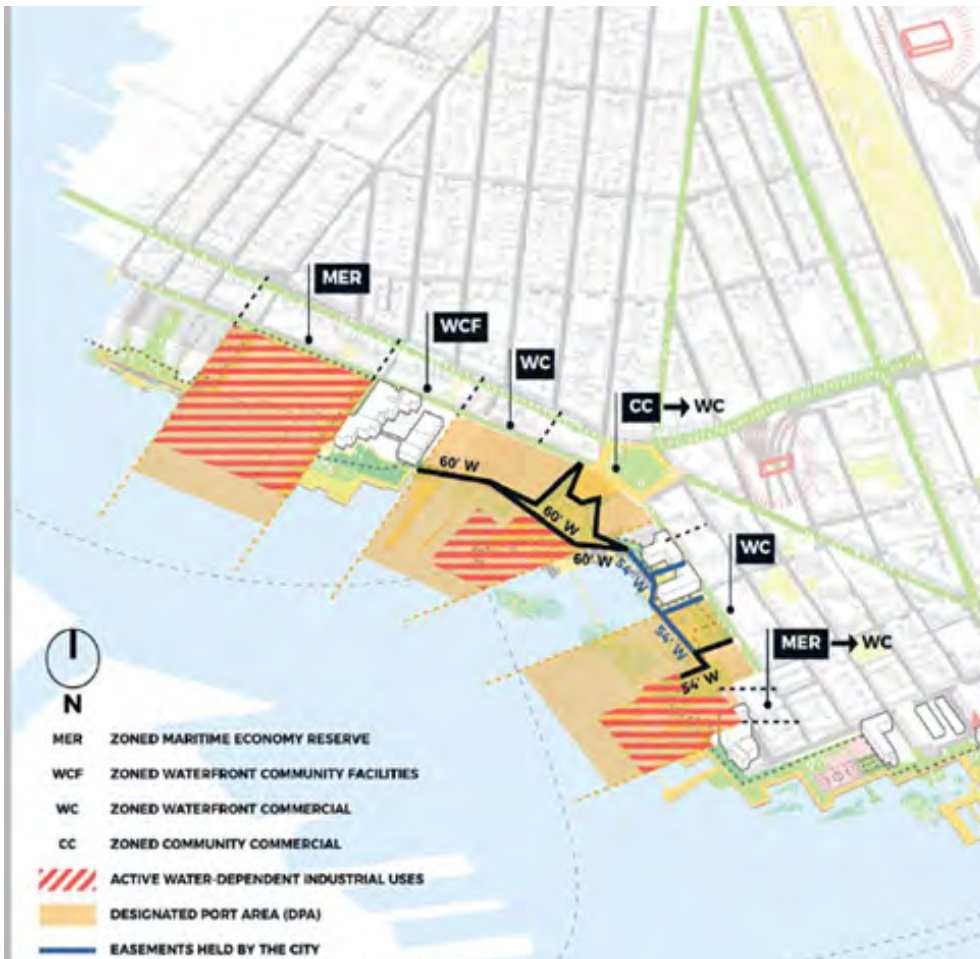 MER
WCF
WC
CC → WC
60' W
60' W
60' W
54' W
WC
54' W
MER → WC
54' W
N
MER ZONED MARITIME ECONOMY RESERVE
WCF ZONED WATERFRONT COMMUNITY FACILITIES
WC ZONED WATERFRONT COMMERCIAL
CC ZONED COMMUNITY COMMERCIAL
ACTIVE WATER-DEPENDENT INDUSTRIAL USES
DESIGNATED PORT AREA (DPA)
EASEMENTS HELD BY THE CITY